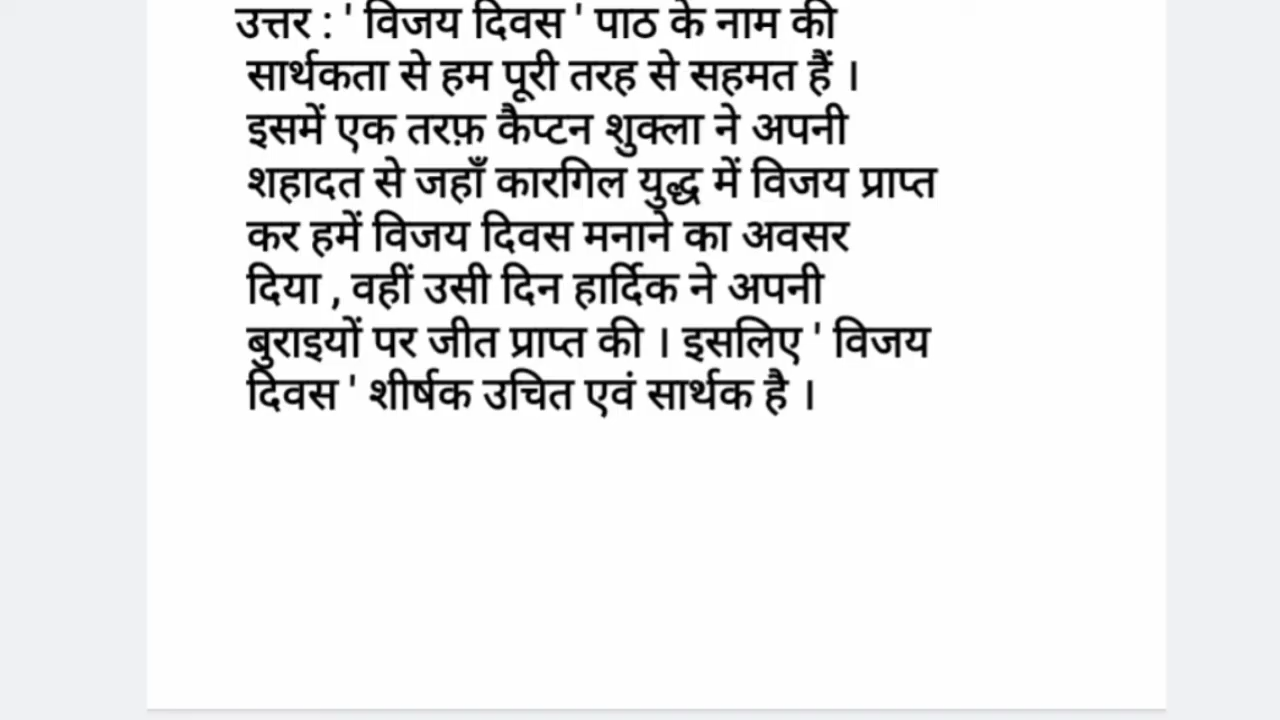 उत्तर : ' विजय दिवस ' पाठ के नाम की
सार्थकता से हम पूरी तरह से सहमत हैं ।
इसमें एक तरफ़ कैप्टन शुक्ला ने अपनी
शहादत से जहाँ कारगिल युद्ध में विजय प्राप्त
कर हमें विजय दिवस मनाने का अवसर
दिया , वहीं उसी दिन हार्दिक ने अपनी
बुराइयों पर जीत प्राप्त की । इसलिए ' विजय
दिवस ' शीर्षक उचित एवं सार्थक है ।